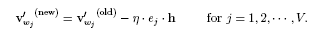 𝐯′_{w_j}^{(new)} = 𝐯′_{w_j}^{(old)} − η · e_j · 𝐡 for j = 1, 2, · · · , V.